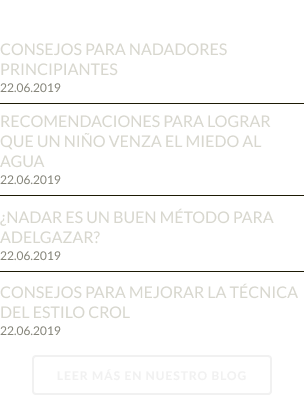 CONSEJOS PARA NADADORES
PRINCIPIANTES
22.06.2019
RECOMENDACIONES PARA LOGRAR
QUE UN NIÑO VENZA EL MIEDO AL
AGUA
22.06.2019
¿NADAR ES UN BUEN MÉTODO PARA
ADELGAZAR?
22.06.2019
CONSEJOS PARA MEJORAR LA TÉCNICA
DEL ESTILO CROL
22.06.2019
LEER MÁS EN NUESTRO BLOG